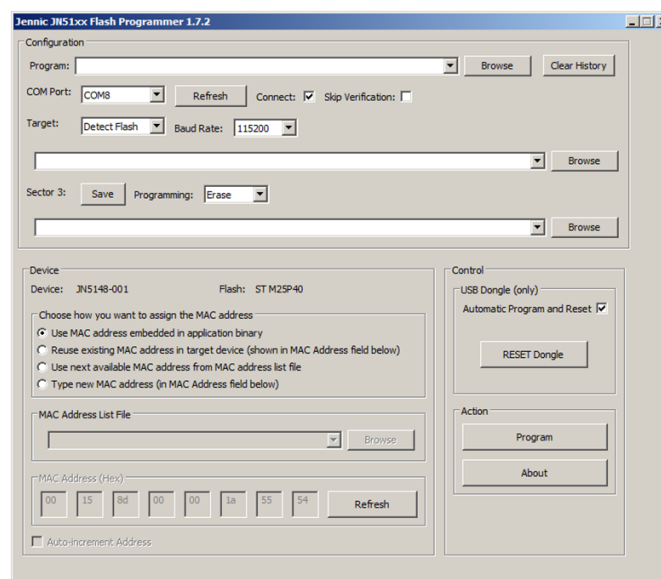 Jennic JN51xx Flash Programmer 1.7.2
Configuration
Program: Browse Clear History
COM Port: COM8 Refresh Connect: Skip Verification:
Target: Detect Flash Baud Rate: 115200
Browse
Sector 3: Save Programming: Erase
Browse
Device
Device: JN5148-001 Flash: ST M25P40
Choose how you want to assign the MAC address
Use MAC address embedded in application binary
Reuse existing MAC address in target device (shown in MAC Address field below)
Use next available MAC address from MAC address list file
Type new MAC address (in MAC Address field below)
MAC Address List File
Browse
MAC Address (Hex)
00 15 8d 00 00 1a 55 54 Refresh
Auto-increment Address
Control
USB Dongle (only)
Automatic Program and Reset
RESET Dongle
Action
Program
About